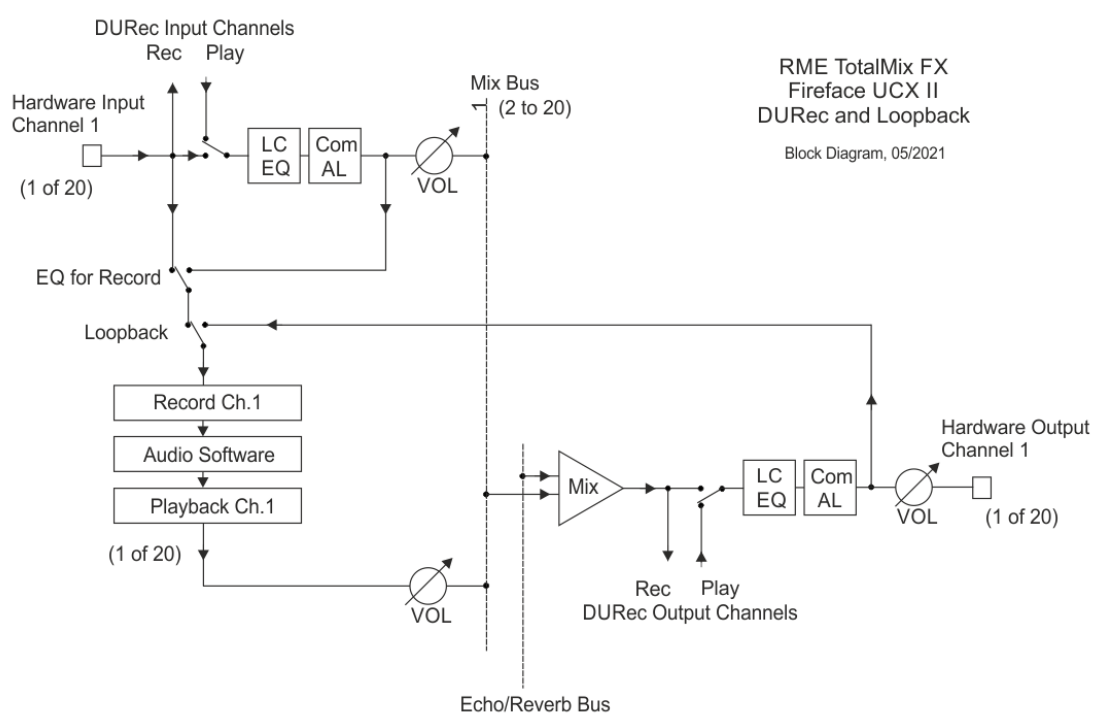 DURec Input Channels
Rec Play
Hardware Input
Channel 1
(1 of 20)
LC
EQ
Com
AL
VOL
Mix Bus
1 (2 to 20)
RME TotalMix FX
Fireface UCX II
DURec and Loopback
Block Diagram, 05/2021
EQ for Record
Loopback
Record Ch.1
Audio Software
Playback Ch.1
(1 of 20)
VOL
Mix
LC
EQ
Com
AL
Hardware Output
Channel 1
VOL
(1 of 20)
Rec Play
DURec Output Channels
Echo/Reverb Bus